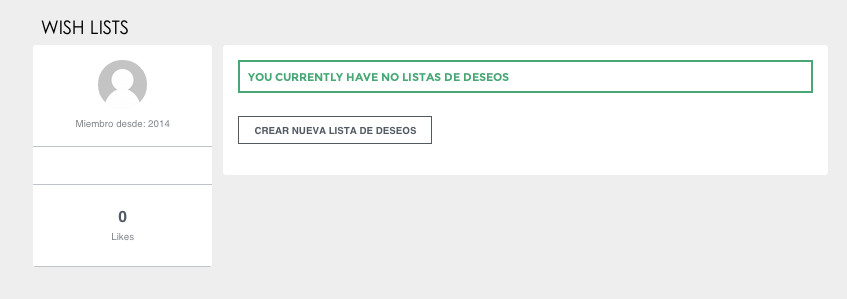 WISH LISTS
Miembro desde: 2014
0
Likes
YOU CURRENTLY HAVE NO LISTAS DE DESEOS
CREAR NUEVA LISTA DE DESEOS